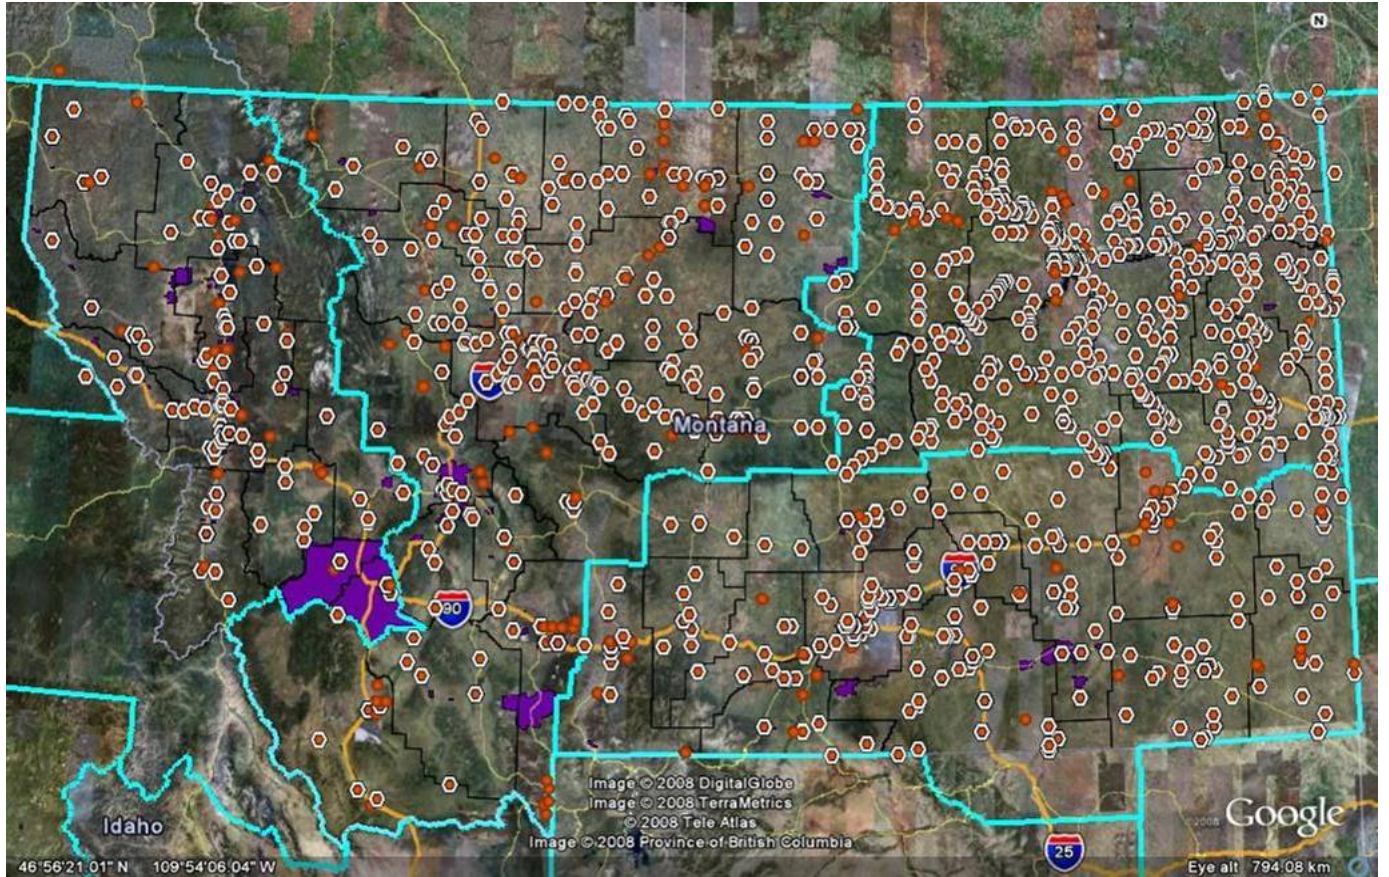 N
Montana
90
Image © 2008 DigitalGlobe
Image © 2008 TerraMetrics
© 2008 Tele Atlas
Image © 2008 Province of British Columbia
©2008 Google
Idaho
25
46°56'21.01" N 109°54'06.04" W
Eye alt 794.08 km